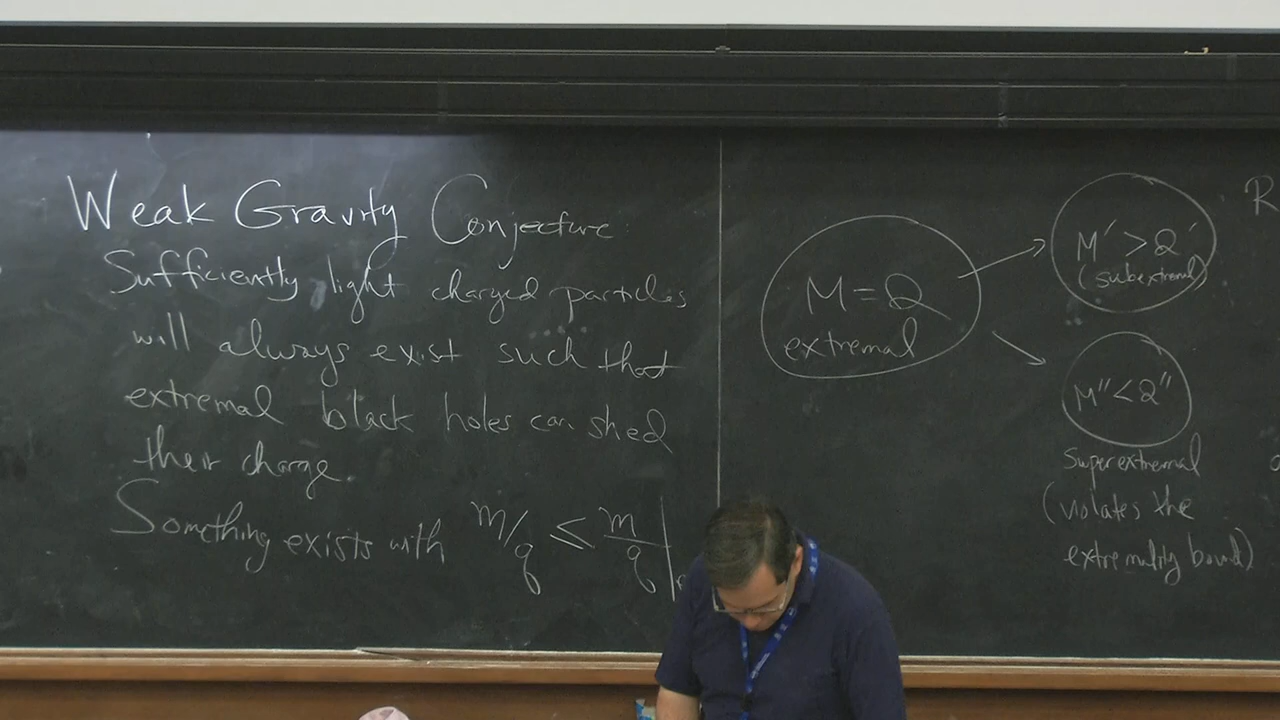 Weak Gravity Conjecture:
Sufficiently light charged particles
will always exist such that
extremal black holes can shed
their charge.
Something exists with m/q ≤ m/q|
M = Q
extremal
M' > Q'
(subextremal)
M'' < Q''
Superextremal
(violates the
extremality bound)
R